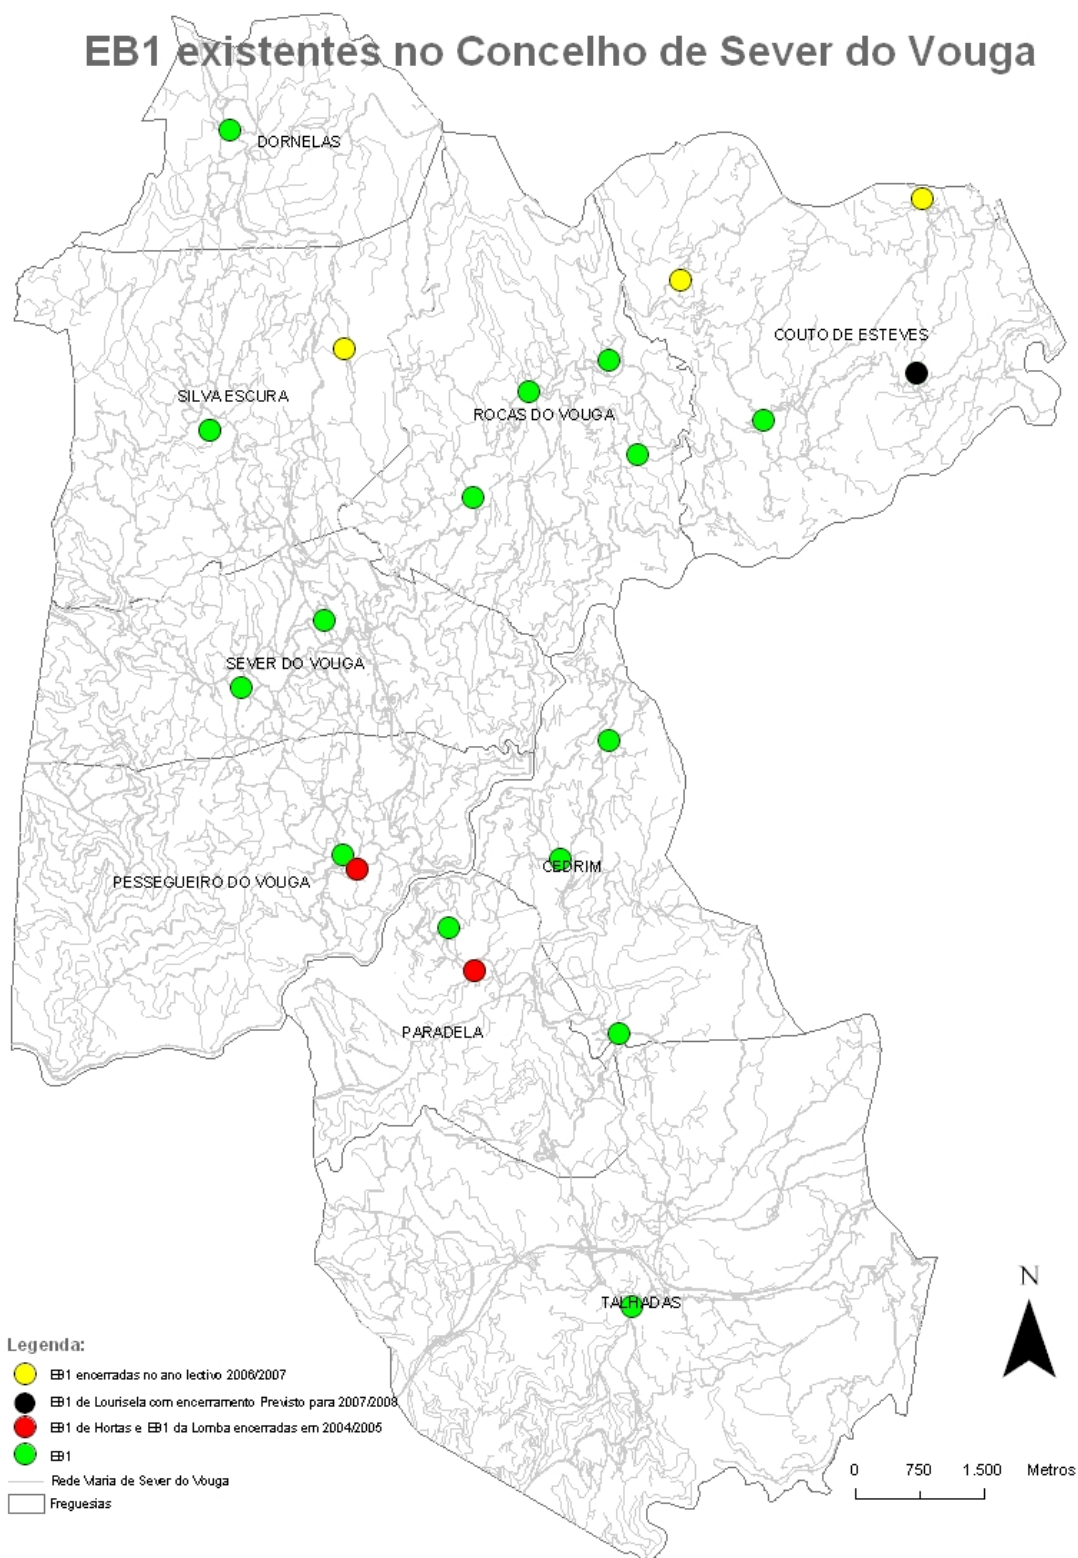 EB1 existentes no Concelho de Sever do Vouga
DORNELAS
COUTO DE ESTEVES
SILVA ESCURA
ROCAS DO VOUGA
SEVER DO VOUGA
CEDRIM
PESSEGUEIRO DO VOUGA
PARADELA
TALHADAS
N
Legenda:
EB1 encerradas no ano lectivo 2006/2007
EB1 de Lourisela com encerramento Previsto para 2007/2008
EB1 de Hortas e EB1 da Lomba encerradas em 2004/2005
EB1
Rede Viaria de Sever do Vouga
Freguesias
0 750 1.500 Metros